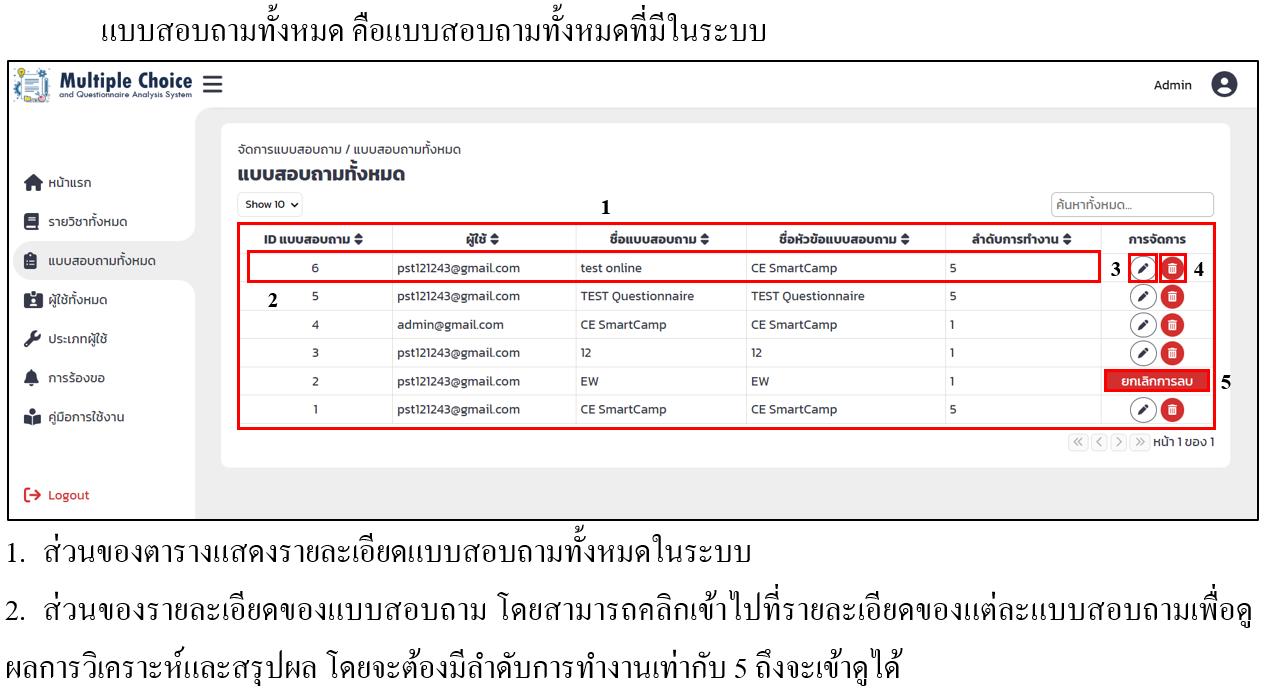 แบบสอบถามทั้งหมด คือแบบสอบถามทั้งหมดที่มีในระบบ
Multiple Choice
and Questionnaire Analysis System
Admin
จัดการแบบสอบถาม / แบบสอบถามทั้งหมด
แบบสอบถามทั้งหมด
หน้าแรก
รายวิชาทั้งหมด
แบบสอบถามทั้งหมด
ผู้ใช้ทั้งหมด
ประเภทผู้ใช้
การร้องขอ
คู่มือการใช้งาน
Logout
Show 10 1 ค้นหาทั้งหมด...
ID แบบสอบถาม ผู้ใช้ ชื่อแบบสอบถาม ชื่อหัวข้อแบบสอบถาม ลำดับการทำงาน การจัดการ
6 pst121243@gmail.com test online CE SmartCamp 5 3 4
2 5 pst121243@gmail.com TEST Questionnaire TEST Questionnaire 5
4 admin@gmail.com CE SmartCamp CE SmartCamp 1
3 pst121243@gmail.com 12 12 1
2 pst121243@gmail.com EW EW 1 ยกเลิกการลบ 5
1 pst121243@gmail.com CE SmartCamp CE SmartCamp 5
« < > » หน้า 1 ของ 1
1. ส่วนของตารางแสดงรายละเอียดแบบสอบถามทั้งหมดในระบบ
2. ส่วนของรายละเอียดของแบบสอบถาม โดยสามารถคลิกเข้าไปที่รายละเอียดของแต่ละแบบสอบถามเพื่อดู
ผลการวิเคราะห์และสรุปผล โดยจะต้องมีลำดับการทำงานเท่ากับ 5 ถึงจะเข้าดูได้